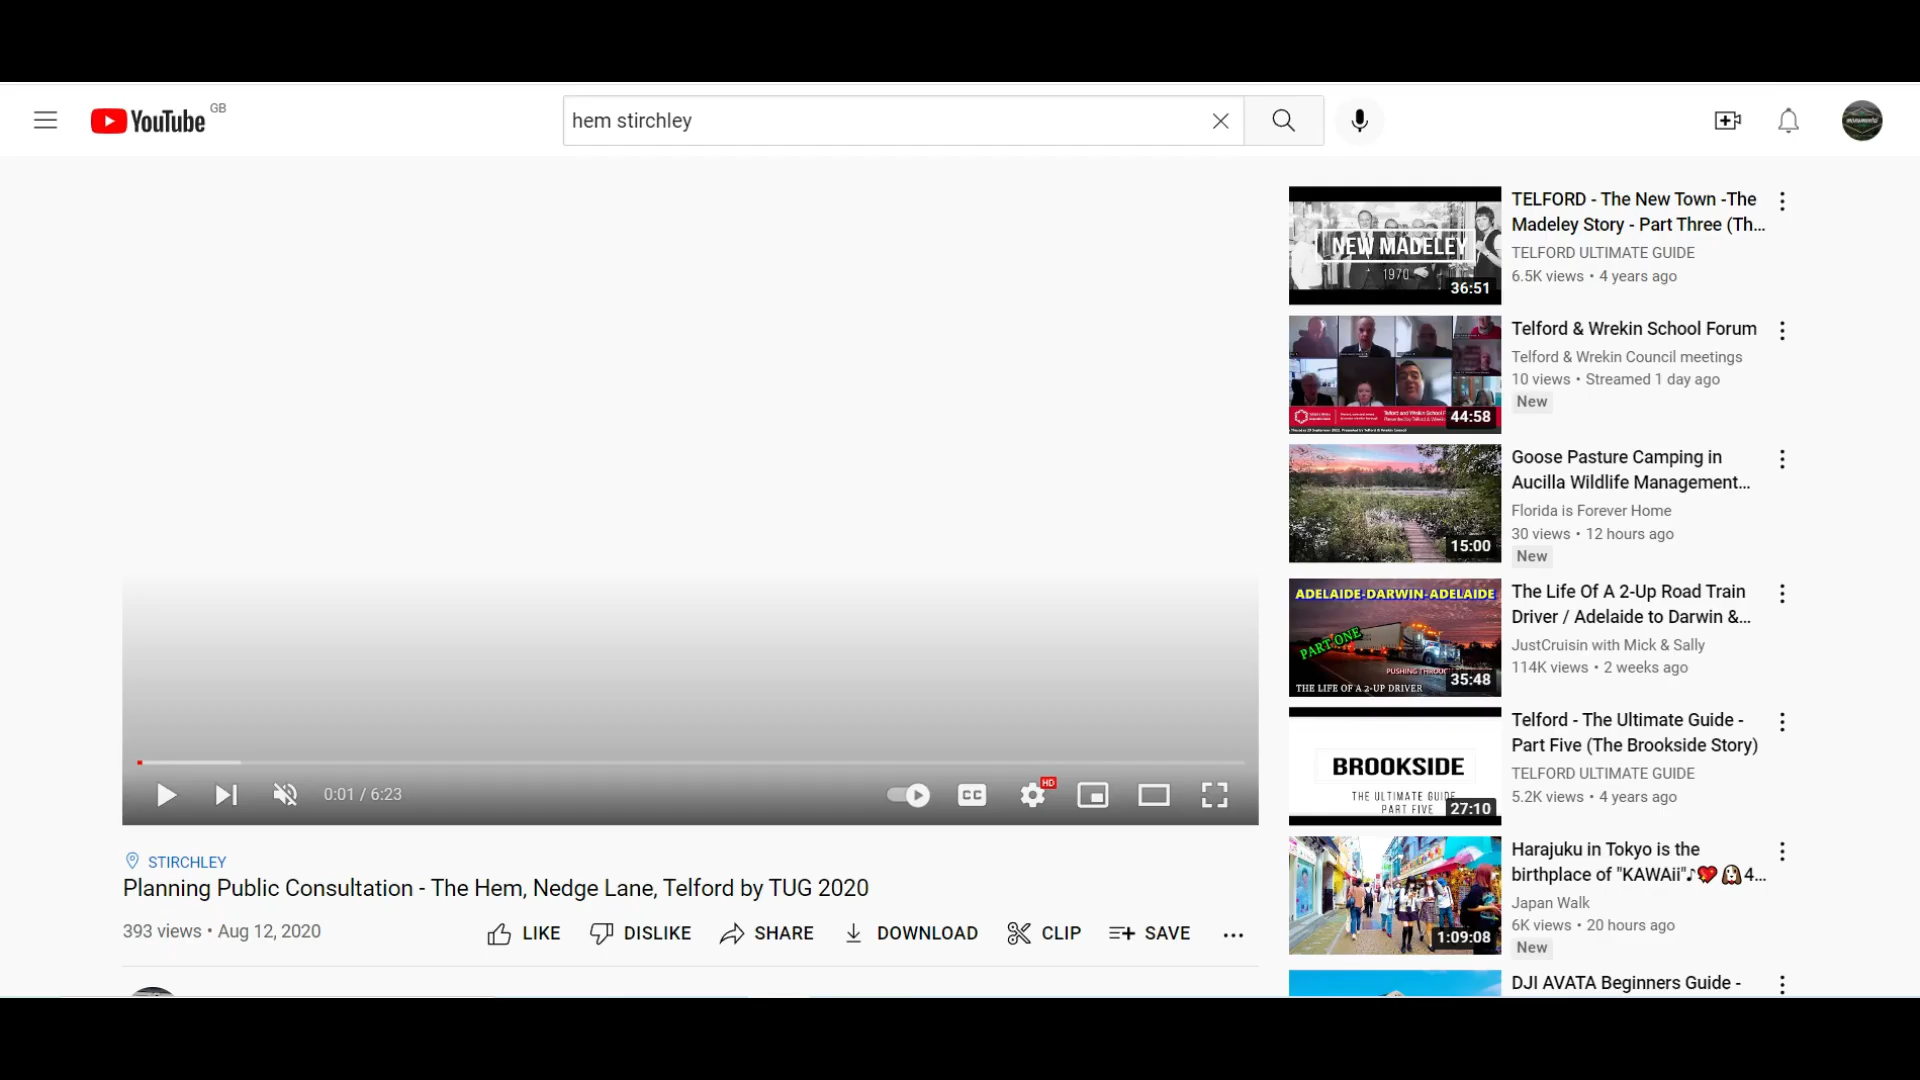 YouTube GB
hem stirchley
NEW MADELEY
1970
36:51
TELFORD - The New Town -The
Madeley Story - Part Three (Th...
TELFORD ULTIMATE GUIDE
6.5K views • 4 years ago
44:58
Telford & Wrekin School Forum
Telford & Wrekin Council meetings
10 views • Streamed 1 day ago
New
15:00
Goose Pasture Camping in
Aucilla Wildlife Management...
Florida is Forever Home
30 views • 12 hours ago
New
ADELAIDE-DARWIN-ADELAIDE
PART ONE
PUSHING THROU
35:48
THE LIFE OF A 2-UP DRIVER
The Life Of A 2-Up Road Train
Driver / Adelaide to Darwin &...
JustCruisin with Mick & Sally
114K views • 2 weeks ago
BROOKSIDE
THE ULTIMATE GUIDE
PART FIVE
27:10
Telford - The Ultimate Guide -
Part Five (The Brookside Story)
TELFORD ULTIMATE GUIDE
5.2K views • 4 years ago
1:09:08
Harajuku in Tokyo is the
birthplace of "KAWAii"♪❤️🐶4...
Japan Walk
6K views • 20 hours ago
New
DJI AVATA Beginners Guide -
0:01 / 6:23
CC
HD
STIRCHLEY
Planning Public Consultation - The Hem, Nedge Lane, Telford by TUG 2020
393 views • Aug 12, 2020
LIKE DISLIKE SHARE DOWNLOAD CLIP SAVE